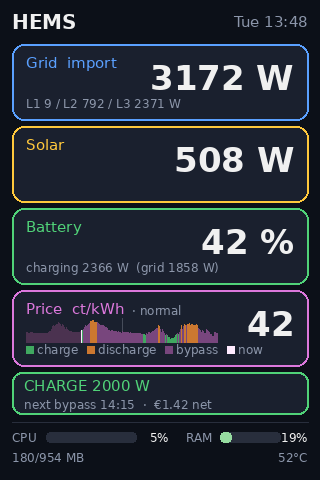 HEMS Tue 13:48
Grid import 3172 W
L1 9 / L2 792 / L3 2371 W
Solar 508 W
Battery 42 %
charging 2366 W (grid 1858 W)
Price ct/kWh · normal 42
charge discharge bypass now
CHARGE 2000 W
next bypass 14:15 · €1.42 net
CPU 5% RAM 19%
180/954 MB 52°C